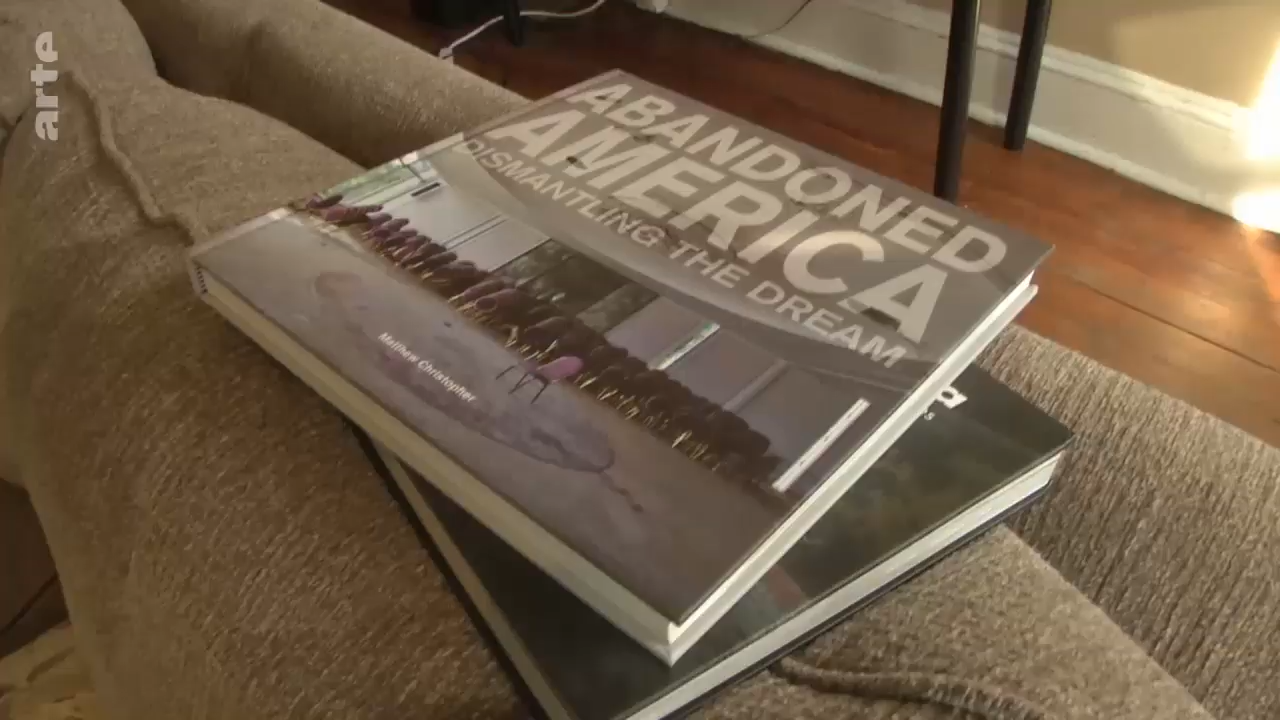 arte
ABANDONED
AMERICA
DISMANTLING THE DREAM
Matthew Christopher